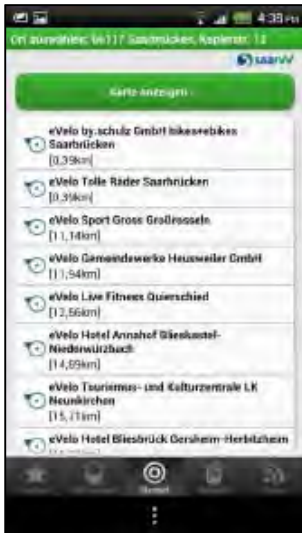 4:38 PM
Ort auswählen: 66117 Saarbrücken,
saarVV
Karte anzeigen
eVelo by.schulz GmbH bikes+ebikes
Saarbrücken
[0,39km]
eVelo Tolle Räder Saarbrücken
[0,39km]
eVelo Sport Gross Großrosseln
[11,14km]
eVelo Gemeindewerke Heusweiler GmbH
[11,94km]
eVelo Live Fitness Quierschied
[12,66km]
eVelo Hotel Annahof Blieskastel-
Niederwürzbach
[14,89km]
eVelo Tourismus- und Kulturzentrale LK
Neunkirchen
[15,71km]
eVelo Hotel Bliesbrück Gersheim-Herbitzheim